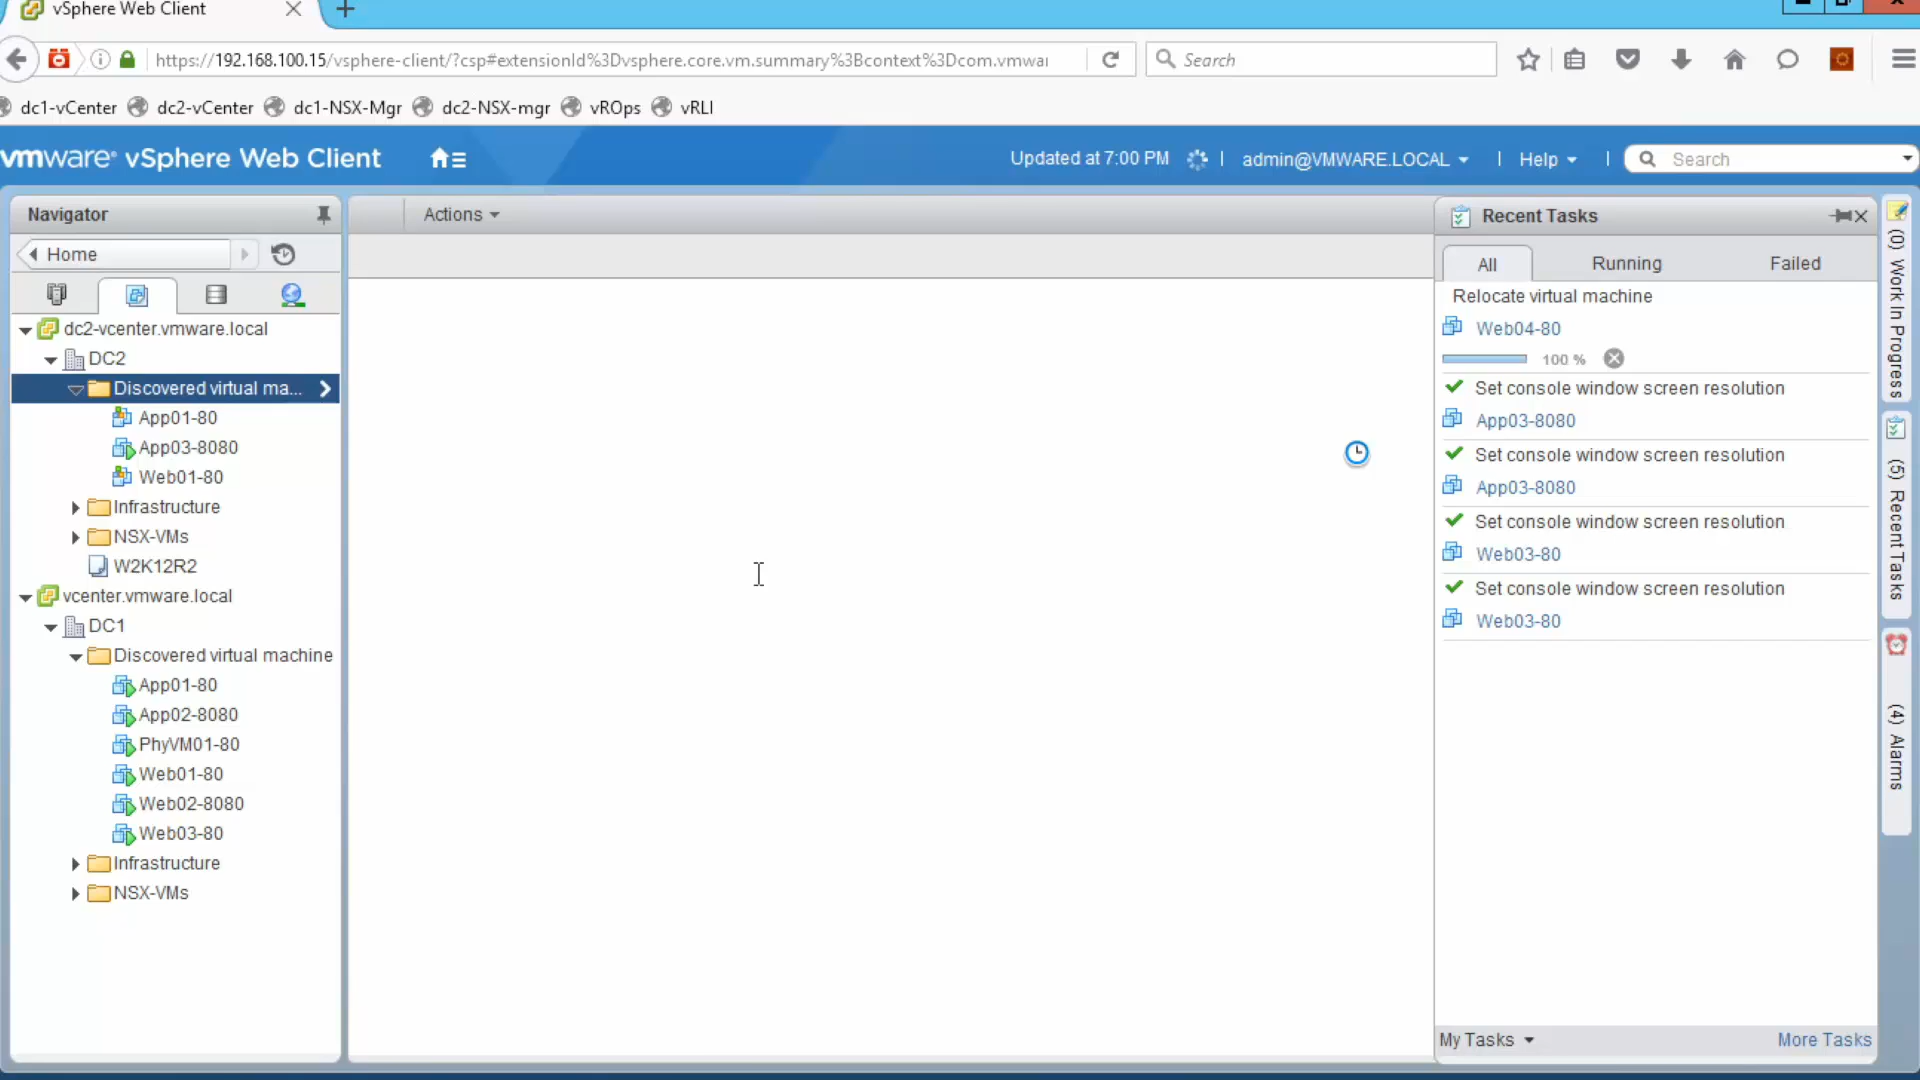 vSphere Web Client
https://192.168.100.15/vsphere-client/?csp#extensionId%3Dvsphere.core.vm.summary%3Bcontext%3Dcom.vmwar
Search
dc1-vCenter dc2-vCenter dc1-NSX-Mgr dc2-NSX-mgr vROps vRLI
vmware® vSphere Web Client
Updated at 7:00 PM | admin@VMWARE.LOCAL | Help | Search
Navigator
Home
dc2-vcenter.vmware.local
DC2
Discovered virtual ma...
App01-80
App03-8080
Web01-80
Infrastructure
NSX-VMs
W2K12R2
vcenter.vmware.local
DC1
Discovered virtual machine
App01-80
App02-8080
PhyVM01-80
Web01-80
Web02-8080
Web03-80
Infrastructure
NSX-VMs
Actions
Recent Tasks
All Running Failed
Relocate virtual machine
Web04-80
100 %
Set console window screen resolution
App03-8080
Set console window screen resolution
App03-8080
Set console window screen resolution
Web03-80
Set console window screen resolution
Web03-80
My Tasks More Tasks
(0) Work In Progress
(5) Recent Tasks
(4) Alarms